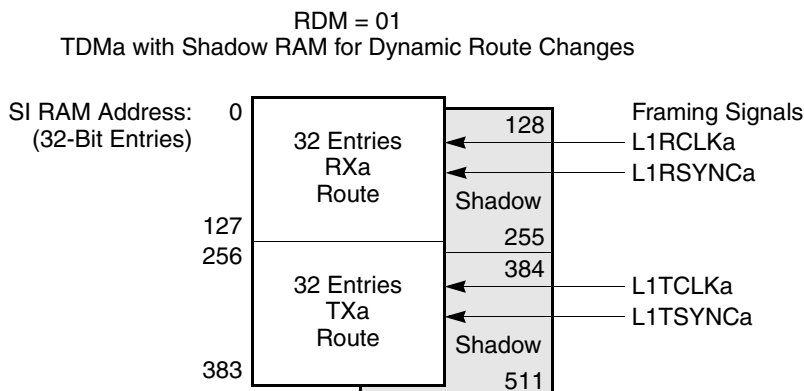 RDM = 01
TDMa with Shadow RAM for Dynamic Route Changes
SI RAM Address:
(32-Bit Entries)
0
32 Entries
RXa
Route
127
256
32 Entries
TXa
Route
383
128
Shadow
255
384
Shadow
511
Framing Signals
L1RCLKa
L1RSYNCa
L1TCLKa
L1TSYNCa